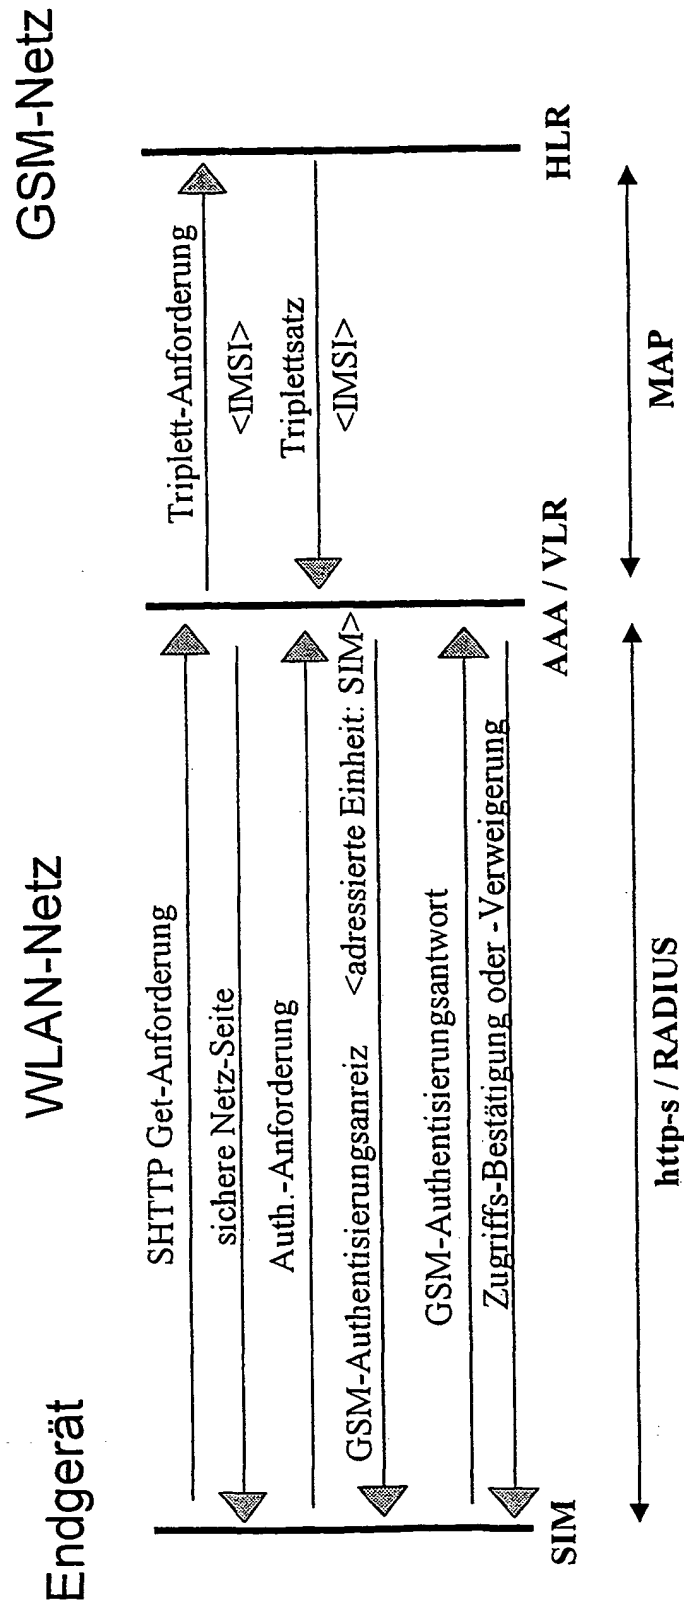 Endgerät
WLAN-Netz
GSM-Netz
SHTTP Get-Anforderung
sichere Netz-Seite
Auth.-Anforderung
GSM-Authentisierungsanreiz <adressierte Einheit: SIM>
GSM-Authentisierungsantwort
Zugriffs-Bestätigung oder -Verweigerung
Triplett-Anforderung
<IMSI>
Triplettsatz
<IMSI>
SIM
AAA / VLR
HLR
http-s / RADIUS
MAP